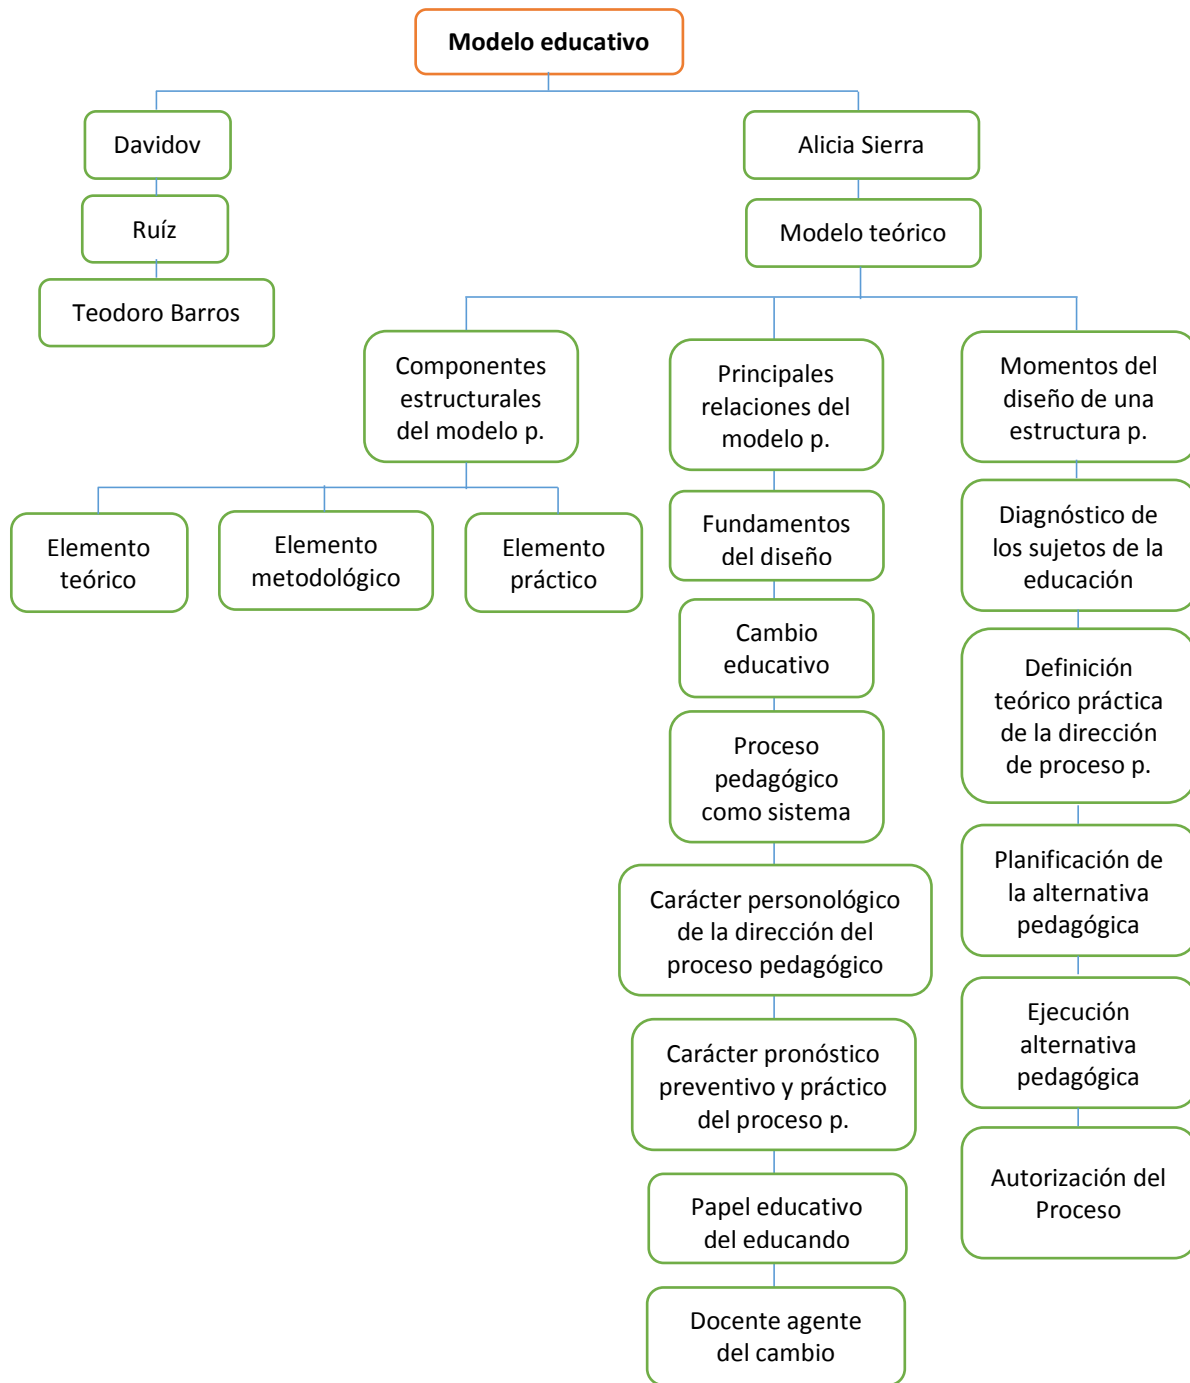 Modelo educativo
Davidov
Alicia Sierra
Ruíz
Modelo teórico
Teodoro Barros
Componentes
estructurales
del modelo p.
Principales
relaciones del
modelo p.
Momentos del
diseño de una
estructura p.
Elemento
teórico
Elemento
metodológico
Elemento
práctico
Fundamentos
del diseño
Cambio
educativo
Proceso
pedagógico
como sistema
Carácter personológico
de la dirección del
proceso pedagógico
Carácter pronóstico
preventivo y práctico
del proceso p.
Papel educativo
del educando
Docente agente
del cambio
Diagnóstico de
los sujetos de la
educación
Definición
teórico práctica
de la dirección
de proceso p.
Planificación de
la alternativa
pedagógica
Ejecución
alternativa
pedagógica
Autorización del
Proceso